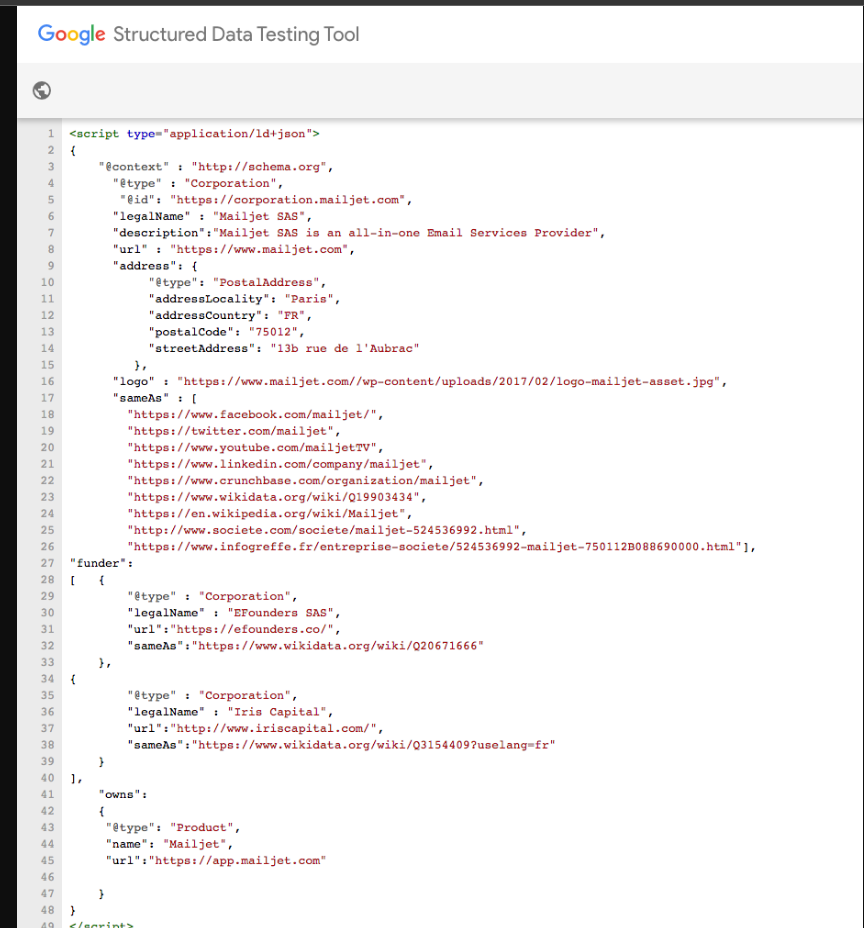 Google Structured Data Testing Tool
1 <script type="application/ld+json">
2 {
3 "@context" : "http://schema.org",
4 "@type" : "Corporation",
5 "@id": "https://corporation.mailjet.com",
6 "legalName" : "Mailjet SAS",
7 "description":"Mailjet SAS is an all-in-one Email Services Provider",
8 "url" : "https://www.mailjet.com",
9 "address": {
10 "@type": "PostalAddress",
11 "addressLocality": "Paris",
12 "addressCountry": "FR",
13 "postalCode": "75012",
14 "streetAddress": "13b rue de l'Aubrac"
15 },
16 "logo" : "https://www.mailjet.com//wp-content/uploads/2017/02/logo-mailjet-asset.jpg",
17 "sameAs" : [
18 "https://www.facebook.com/mailjet/",
19 "https://twitter.com/mailjet",
20 "https://www.youtube.com/mailjetTV",
21 "https://www.linkedin.com/company/mailjet",
22 "https://www.crunchbase.com/organization/mailjet",
23 "https://www.wikidata.org/wiki/Q19903434",
24 "https://en.wikipedia.org/wiki/Mailjet",
25 "http://www.societe.com/societe/mailjet-524536992.html",
26 "https://www.infogreffe.fr/entreprise-societe/524536992-mailjet-750112B088690000.html"],
27 "funder":
28 [ {
29 "@type" : "Corporation",
30 "legalName" : "EFounders SAS",
31 "url":"https://efounders.co/",
32 "sameAs":"https://www.wikidata.org/wiki/Q20671666"
33 },
34 {
35 "@type" : "Corporation",
36 "legalName" : "Iris Capital",
37 "url":"http://www.iriscapital.com/",
38 "sameAs":"https://www.wikidata.org/wiki/Q3154409?uselang=fr"
39 }
40 ],
41 "owns":
42 {
43 "@type": "Product",
44 "name": "Mailjet",
45 "url":"https://app.mailjet.com"
46
47 }
48 }
49 </script>